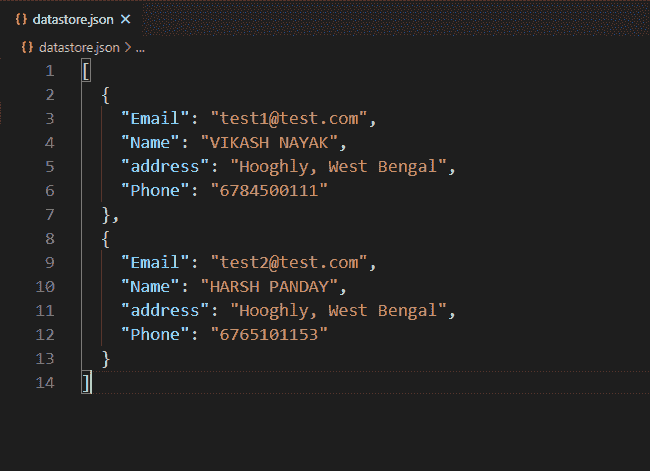 {} datastore.json ×
{} datastore.json > ...
1 [
2   {
3     "Email": "test1@test.com",
4     "Name": "VIKASH NAYAK",
5     "address": "Hooghly, West Bengal",
6     "Phone": "6784500111"
7   },
8   {
9     "Email": "test2@test.com",
10     "Name": "HARSH PANDAY",
11     "address": "Hooghly, West Bengal",
12     "Phone": "6765101153"
13   }
14 ]